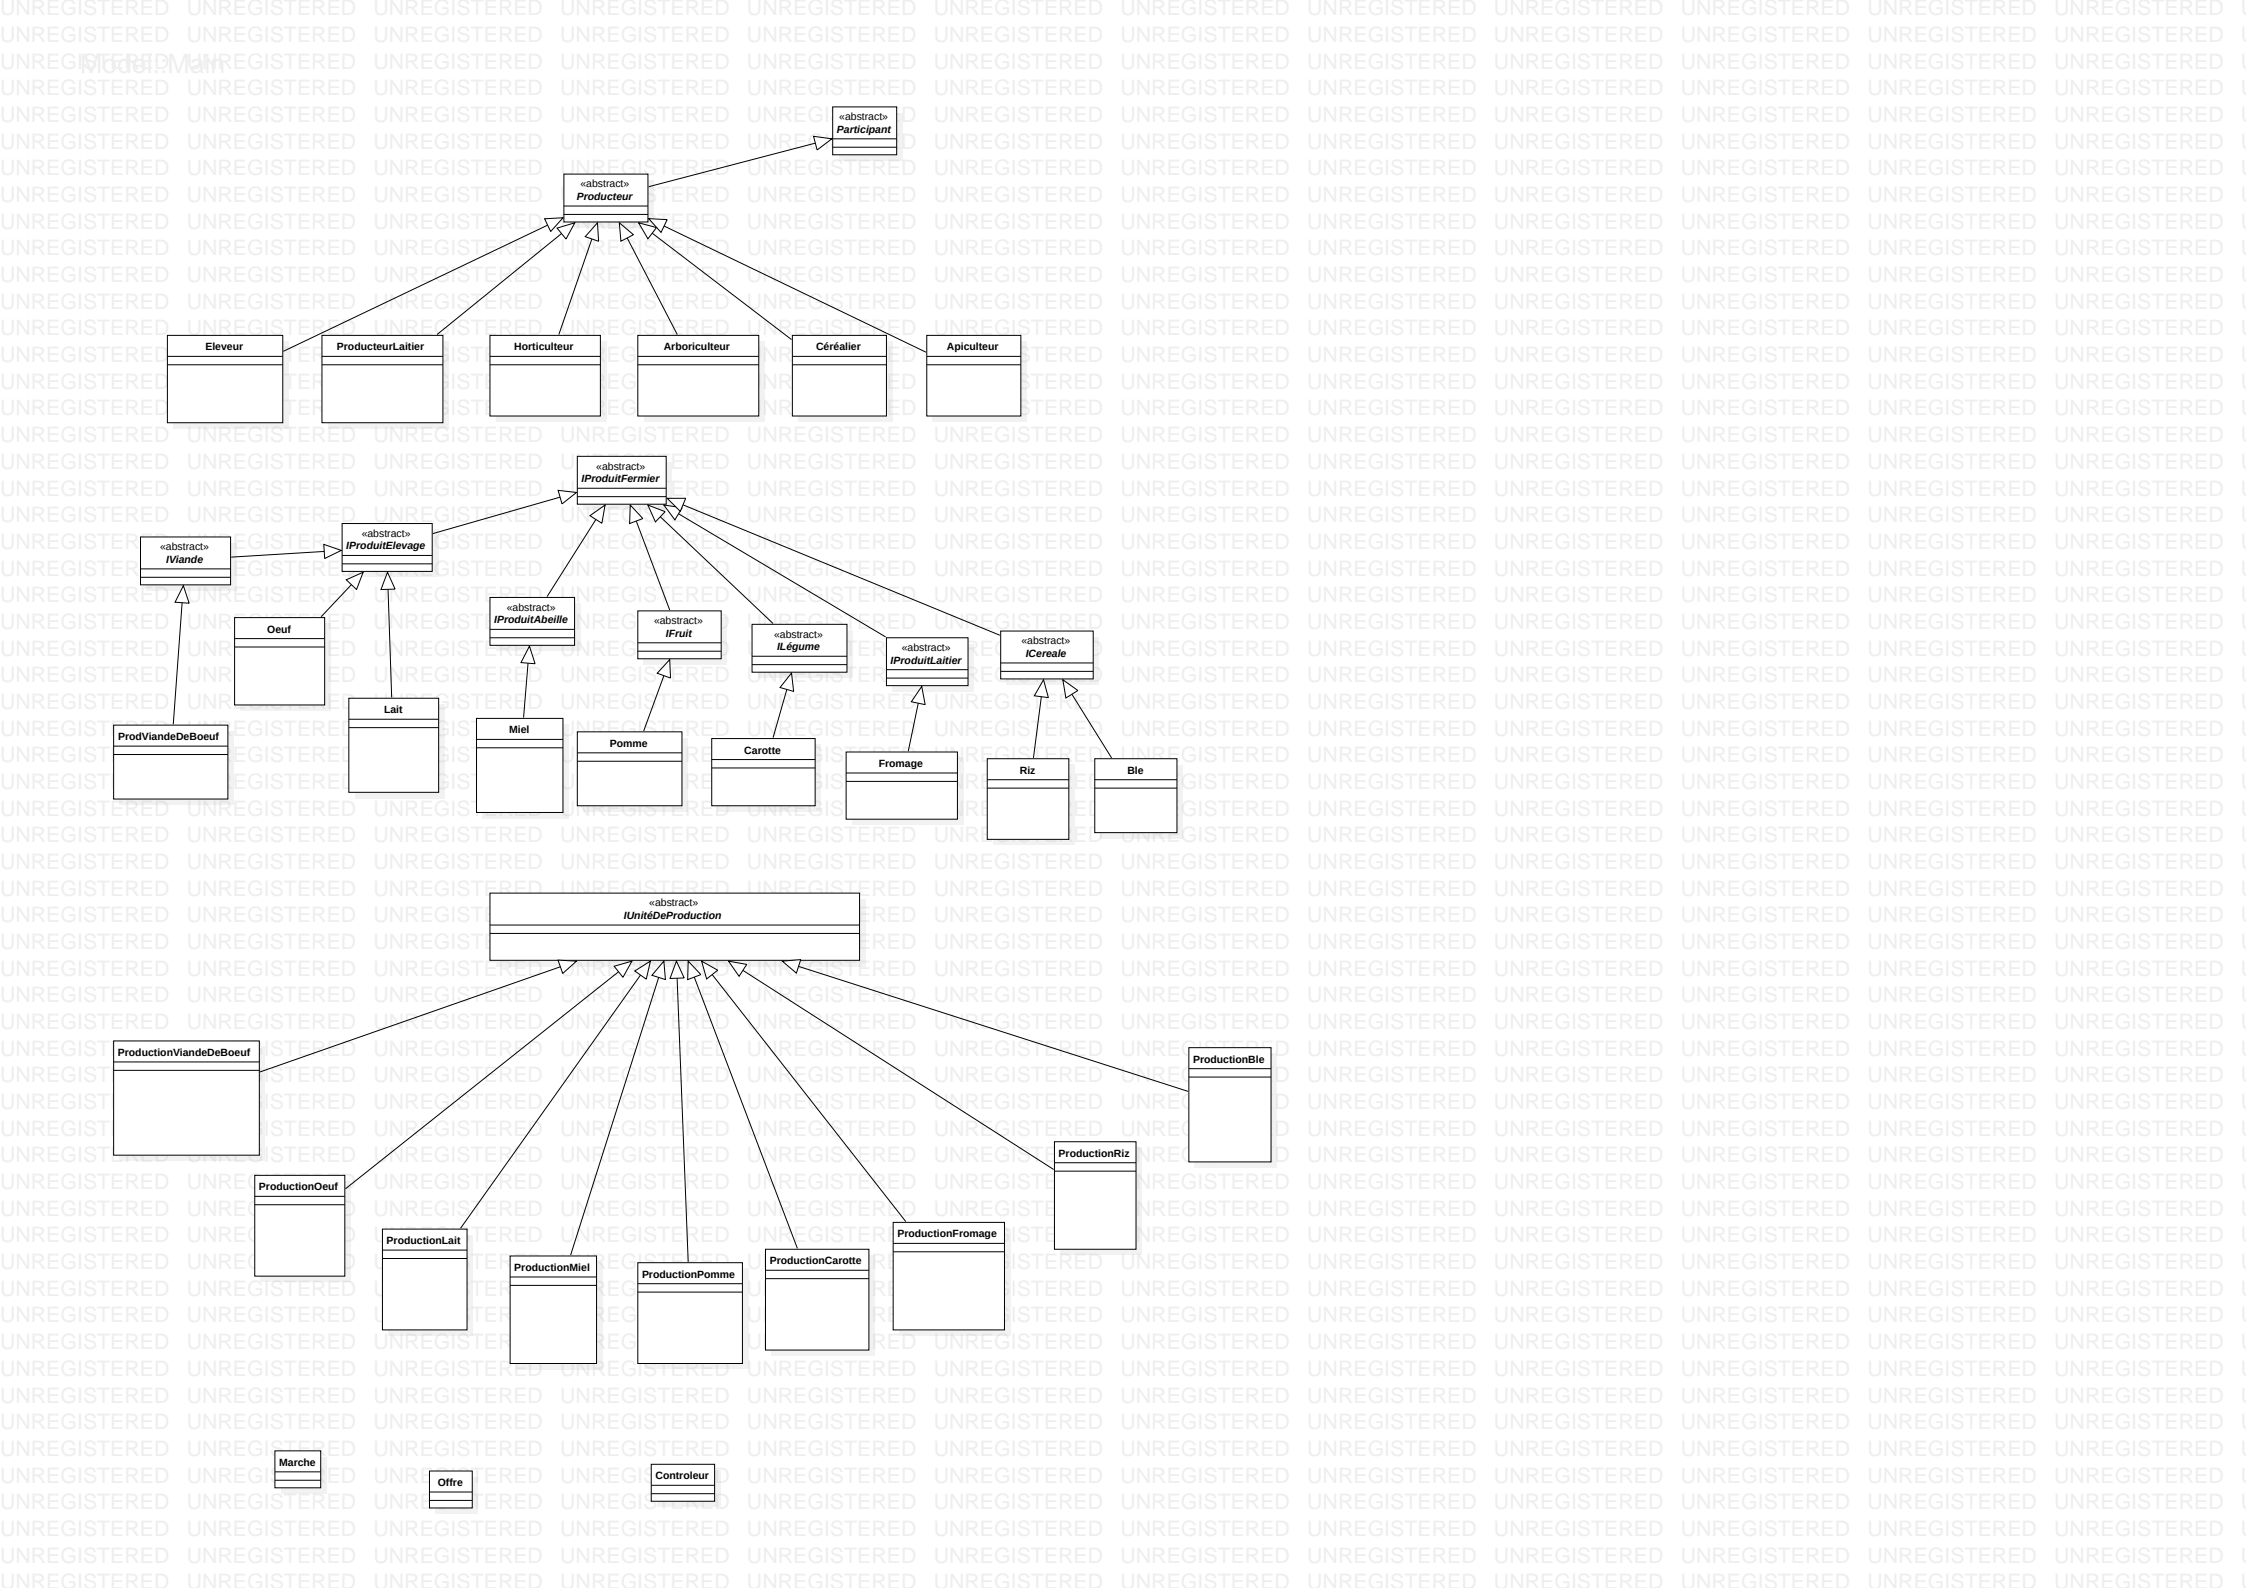 Model::Main
«abstract»
Participant
«abstract»
Producteur
Eleveur
ProducteurLaitier
Horticulteur
Arboriculteur
Céréalier
Apiculteur
«abstract»
IProduitFermier
«abstract»
IProduitElevage
«abstract»
IViande
«abstract»
IProduitAbeille
«abstract»
IFruit
«abstract»
ILégume
«abstract»
IProduitLaitier
«abstract»
ICereale
Oeuf
Lait
ProdViandeDeBoeuf
Miel
Pomme
Carotte
Fromage
Riz
Ble
«abstract»
IUnitéDeProduction
ProductionViandeDeBoeuf
ProductionBle
ProductionRiz
ProductionOeuf
ProductionLait
ProductionMiel
ProductionPomme
ProductionCarotte
ProductionFromage
Marche
Offre
Controleur
UNREGISTERED